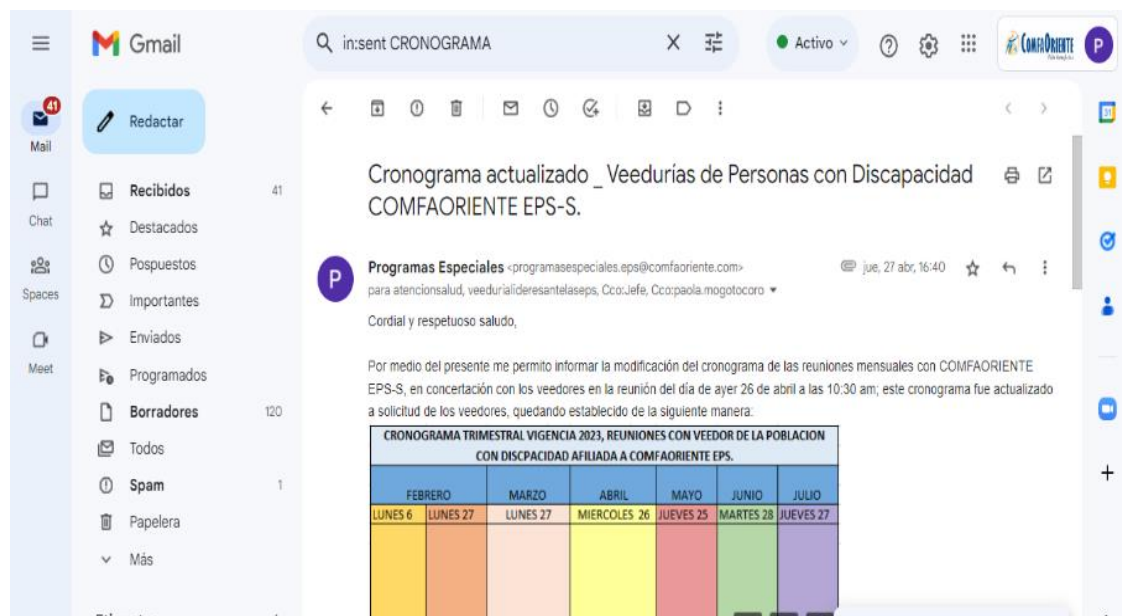 Gmail
in:sent CRONOGRAMA
Activo
COMFAORIENTE
P
41
Mail
Redactar
Chat
Spaces
Meet
Recibidos 41
Destacados
Pospuestos
Importantes
Enviados
Programados
Borradores 120
Todos
Spam 1
Papelera
Más
Cronograma actualizado _ Veedurías de Personas con Discapacidad
COMFAORIENTE EPS-S.
P
Programas Especiales <programasespeciales.eps@comfaoriente.com> jue, 27 abr, 16:40
para atencionsalud, veedurialideresantelaseps, Cco:Jefe, Cco:paola.mogotocoro
Cordial y respetuoso saludo,
Por medio del presente me permito informar la modificación del cronograma de las reuniones mensuales con COMFAORIENTE
EPS-S, en concertación con los veedores en la reunión del día de ayer 26 de abril a las 10:30 am; este cronograma fue actualizado
a solicitud de los veedores, quedando establecido de la siguiente manera:
CRONOGRAMA TRIMESTRAL VIGENCIA 2023, REUNIONES CON VEEDOR DE LA POBLACION
CON DISCPACIDAD AFILIADA A COMFAORIENTE EPS.
FEBRERO MARZO ABRIL MAYO JUNIO JULIO
LUNES 6 LUNES 27 LUNES 27 MIERCOLES 26 JUEVES 25 MARTES 28 JUEVES 27
31